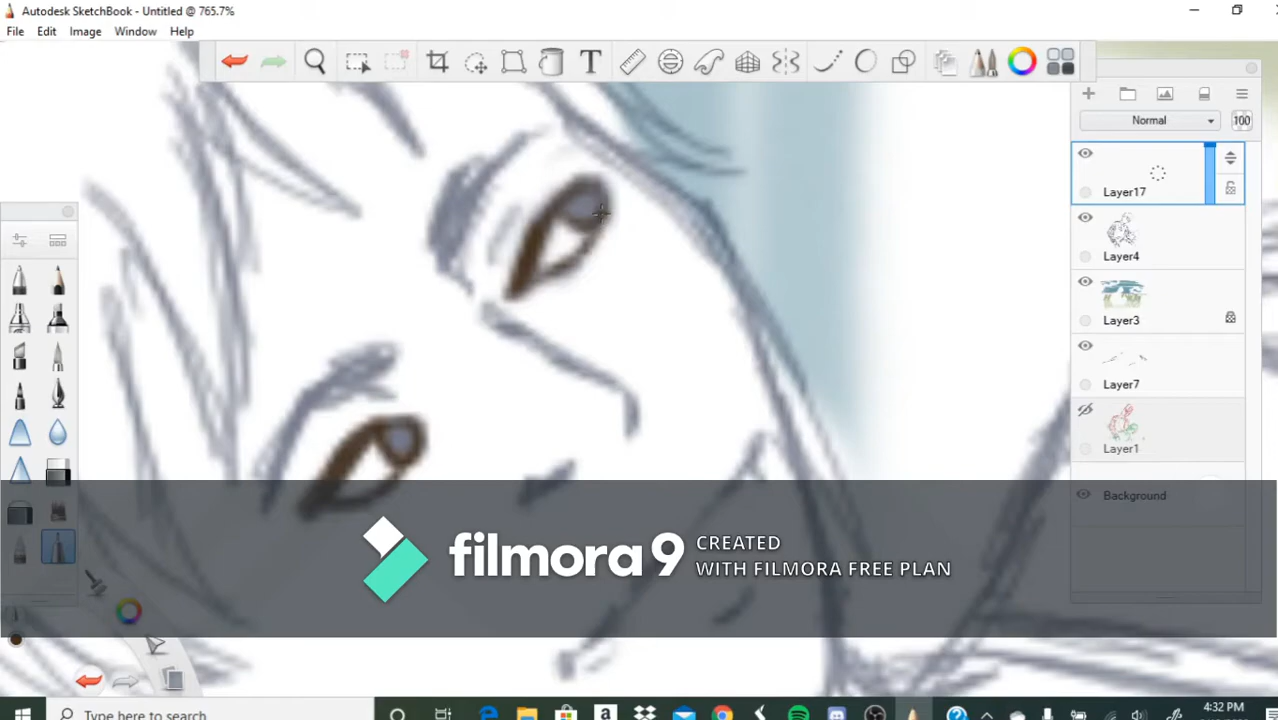 Autodesk SketchBook - Untitled @ 765.7%
File Edit Image Window Help
T
Normal 100
Layer17
Layer4
Layer3
Layer7
Layer1
Background
filmora9 CREATED
WITH FILMORA FREE PLAN
Type here to search
4:32 PM